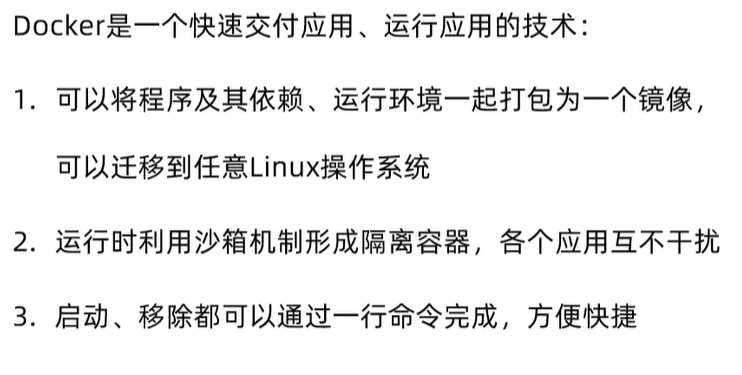 Docker是一个快速交付应用、运行应用的技术：
1. 可以将程序及其依赖、运行环境一起打包为一个镜像，
可以迁移到任意Linux操作系统
2. 运行时利用沙箱机制形成隔离容器，各个应用互不干扰
3. 启动、移除都可以通过一行命令完成，方便快捷